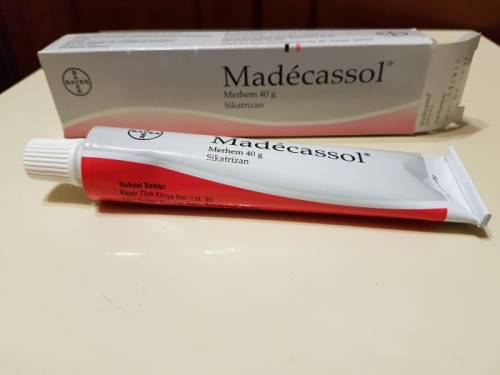 BAYER
Madécassol®
Merhem 40 g
Sikatrizan
BAYER
Madécassol®
Merhem 40 g
Sikatrizan
Ruhsat Sahibi:
Bayer Türk Kimya San. Ltd. Şti.